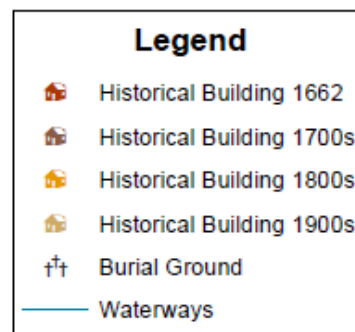 Legend
Historical Building 1662
Historical Building 1700s
Historical Building 1800s
Historical Building 1900s
Burial Ground
Waterways